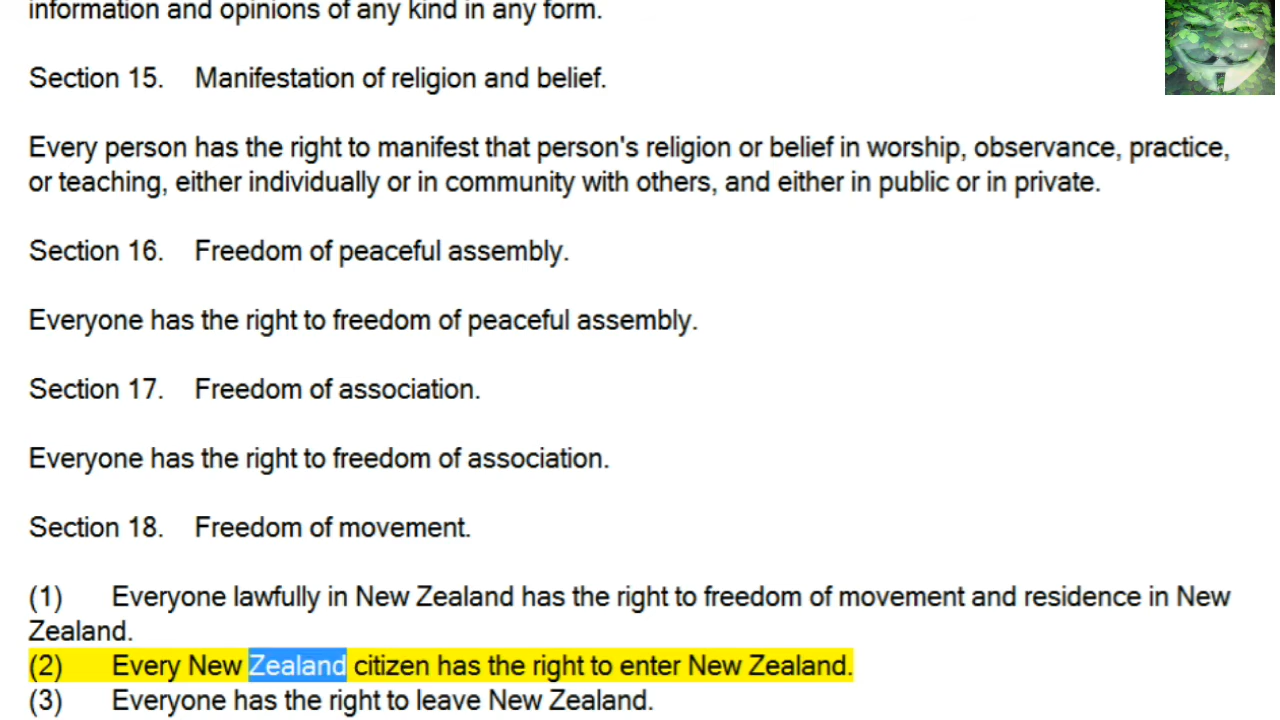 information and opinions of any kind in any form.
Section 15. Manifestation of religion and belief.
Every person has the right to manifest that person's religion or belief in worship, observance, practice,
or teaching, either individually or in community with others, and either in public or in private.
Section 16. Freedom of peaceful assembly.
Everyone has the right to freedom of peaceful assembly.
Section 17. Freedom of association.
Everyone has the right to freedom of association.
Section 18. Freedom of movement.
(1) Everyone lawfully in New Zealand has the right to freedom of movement and residence in New
Zealand.
(2) Every New Zealand citizen has the right to enter New Zealand.
(3) Everyone has the right to leave New Zealand.